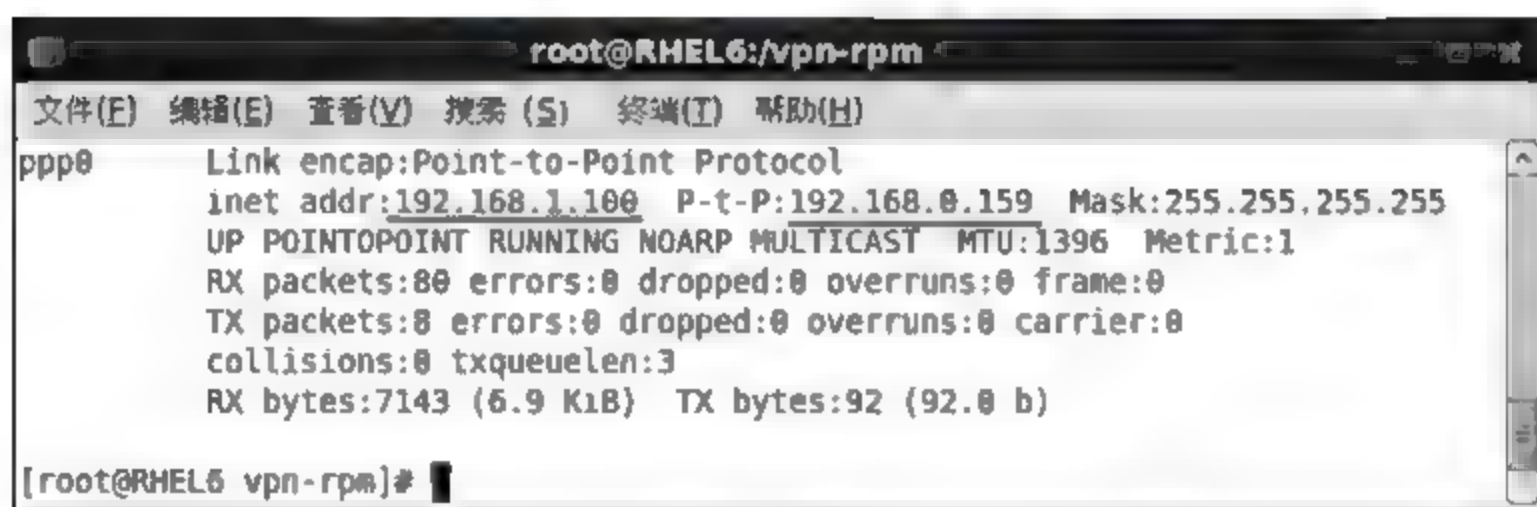 root@RHEL6:/vpn-rpm
文件(F) 编辑(E) 查看(V) 搜索 (S) 终端(T) 帮助(H)
ppp0 Link encap:Point-to-Point Protocol
inet addr:192.168.1.100 P-t-P:192.168.0.159 Mask:255.255.255.255
UP POINTOPOINT RUNNING NOARP MULTICAST MTU:1396 Metric:1
RX packets:80 errors:0 dropped:0 overruns:0 frame:0
TX packets:8 errors:0 dropped:0 overruns:0 carrier:0
collisions:0 txqueuelen:3
RX bytes:7143 (6.9 KiB) TX bytes:92 (92.0 b)
[root@RHEL6 vpn-rpm]#